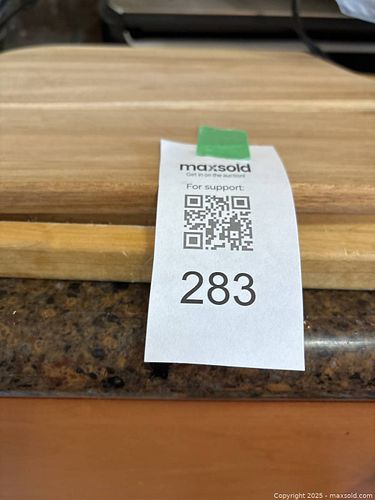 maxsold
Get in on the auction!
For support:
283
Copyright 2025 - maxsold.com